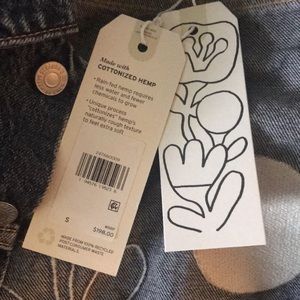 Made with
COTTONIZED HEMP
• Rain-fed hemp requires
less water and fewer
chemicals to grow
• Unique process
"cottonizes" hemp's
naturally rough texture
to feel extra soft
S
MSRP
$198.00
MADE FROM 100% RECYCLED
POST CONSUMER WASTE
MATERIALS.